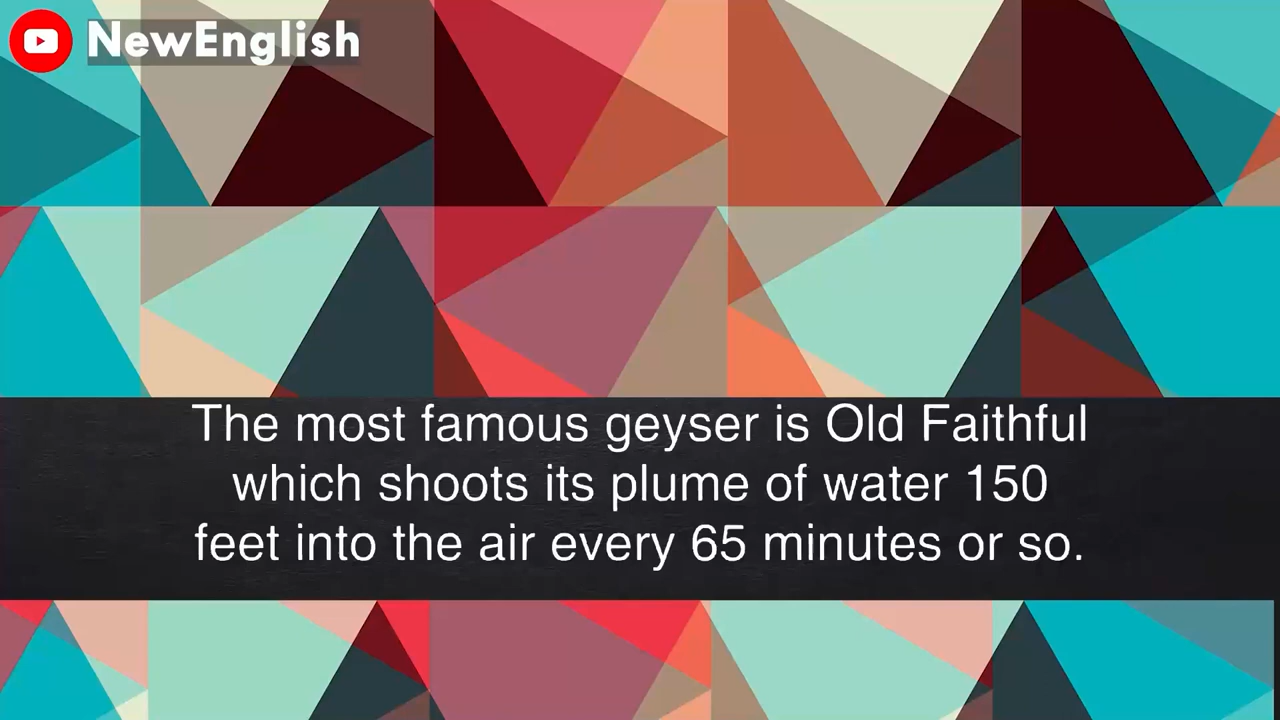 NewEnglish
The most famous geyser is Old Faithful
which shoots its plume of water 150
feet into the air every 65 minutes or so.